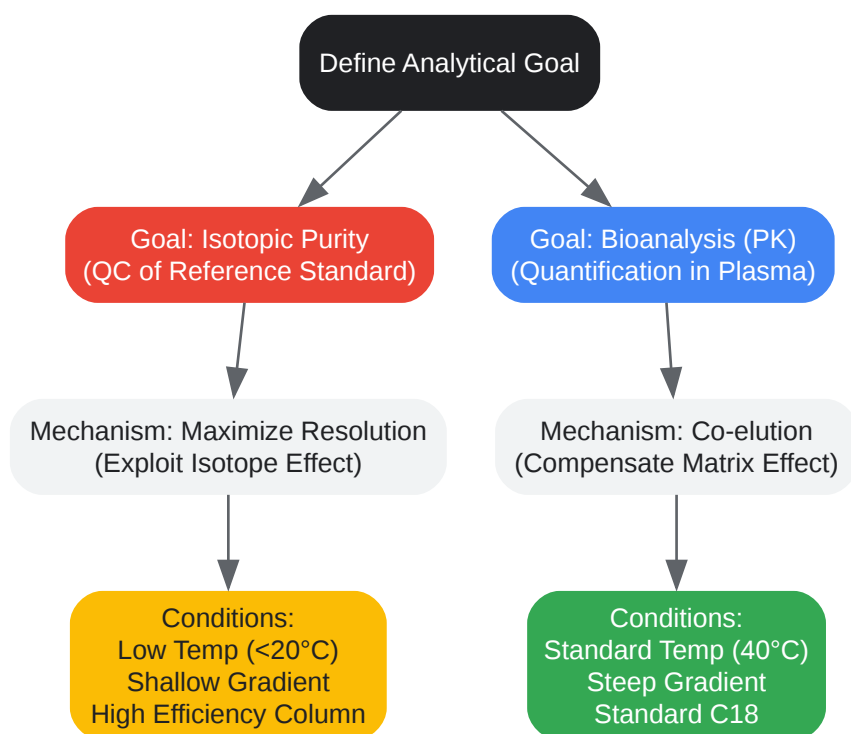 Define Analytical Goal
Goal: Isotopic Purity
(QC of Reference Standard)
Goal: Bioanalysis (PK)
(Quantification in Plasma)
Mechanism: Maximize Resolution
(Exploit Isotope Effect)
Mechanism: Co-elution
(Compensate Matrix Effect)
Conditions:
Low Temp (<20°C)
Shallow Gradient
High Efficiency Column
Conditions:
Standard Temp (40°C)
Steep Gradient
Standard C18